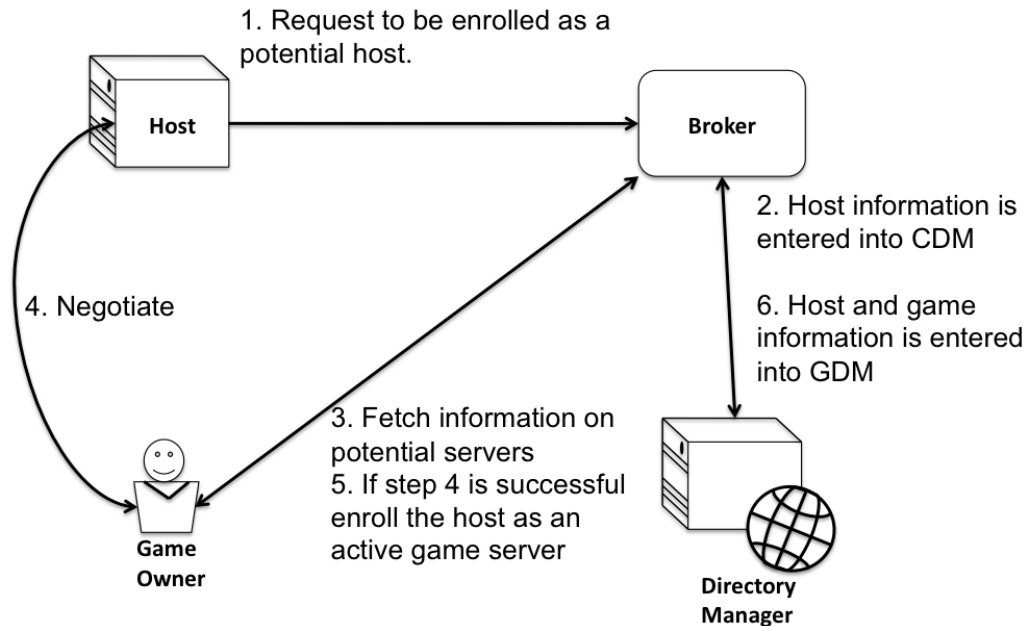 1. Request to be enrolled as a
potential host.
Host
Broker
2. Host information is
entered into CDM
4. Negotiate
6. Host and game
information is entered
into GDM
3. Fetch information on
potential servers
5. If step 4 is successful
enroll the host as an
active game server
Game
Owner
Directory
Manager